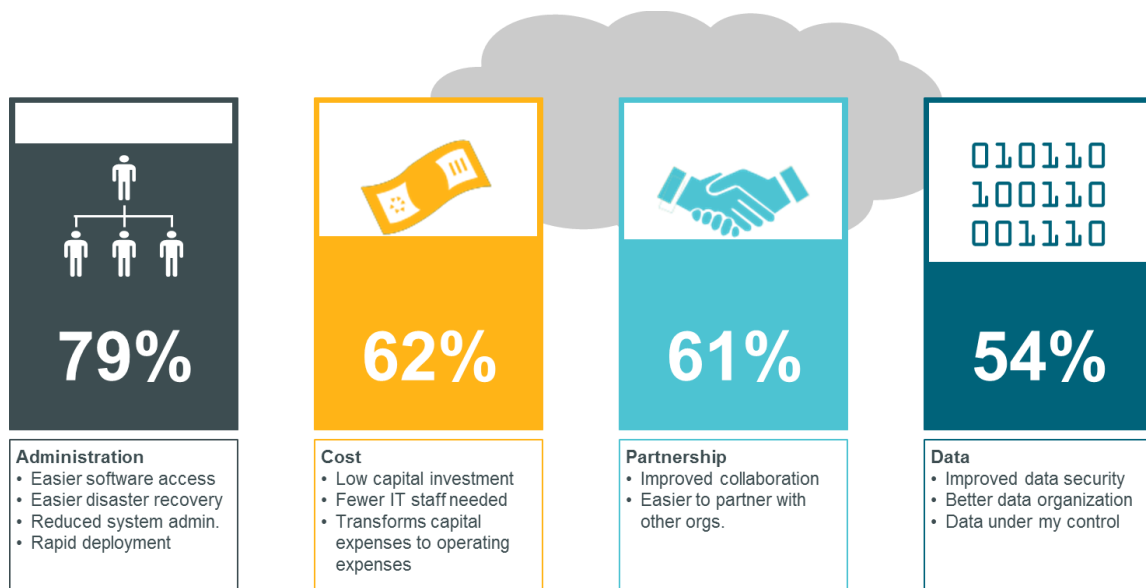 010110
100110
001110
79%
62%
61%
54%
Administration
• Easier software access
• Easier disaster recovery
• Reduced system admin.
• Rapid deployment
Cost
• Low capital investment
• Fewer IT staff needed
• Transforms capital
expenses to operating
expenses
Partnership
• Improved collaboration
• Easier to partner with
other orgs.
Data
• Improved data security
• Better data organization
• Data under my control